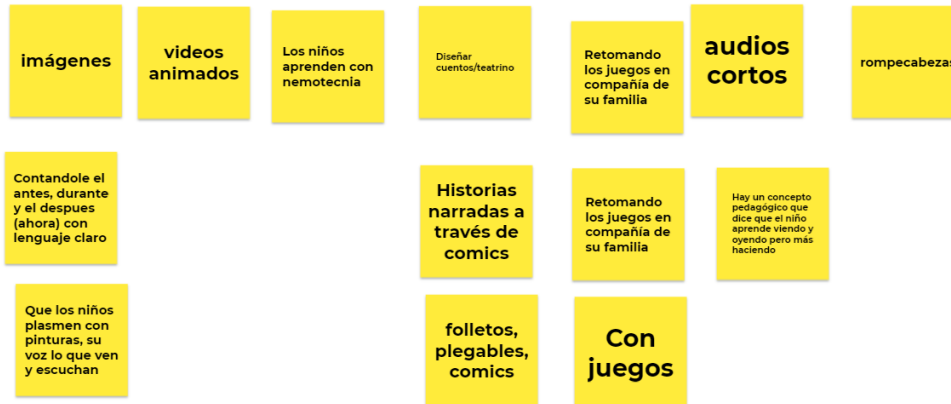 imágenes
videos
animados
Los niños
aprenden con
nemotecnia
Diseñar
cuentos/teatrino
Retomando
los juegos en
compañía de
su familia
audios
cortos
rompecabezas
Contandole el
antes, durante
y el despues
(ahora) con
lenguaje claro
Historias
narradas a
través de
comics
Retomando
los juegos en
compañía de
su familia
Hay un concepto
pedagógico que
dice que el niño
aprende viendo y
oyendo pero más
haciendo
Que los niños
plasmen con
pinturas, su
voz lo que ven
y escuchan
folletos,
plegables,
comics
Con
juegos